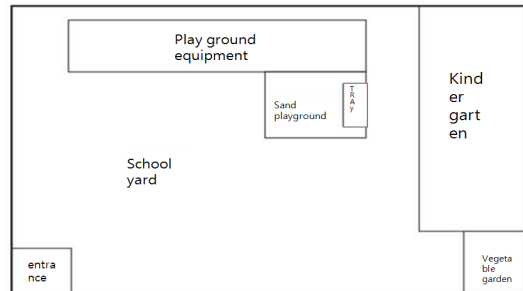 Play ground
equipment
T
R
A
y
Sand
playground
Kind
er
gart
en
School
yard
entra
nce
Vegeta
ble
garden